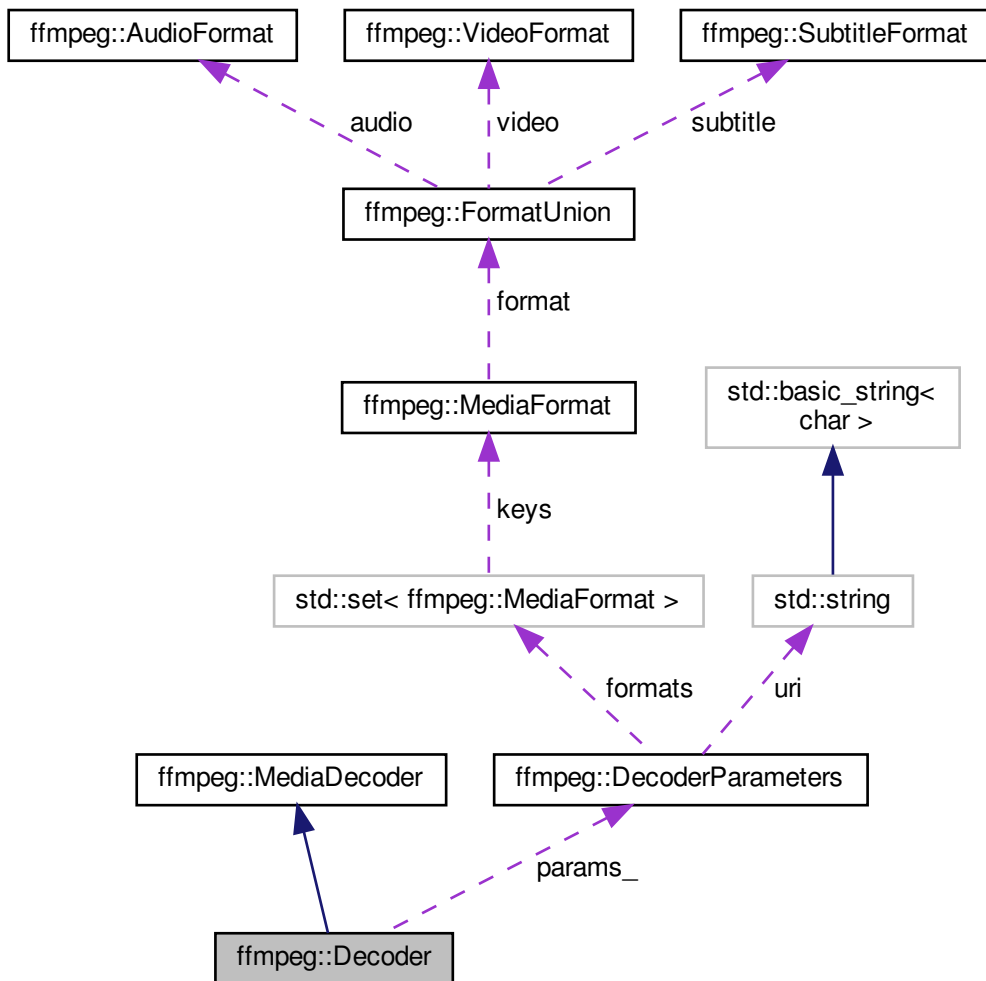 ffmpeg::AudioFormat
ffmpeg::VideoFormat
ffmpeg::SubtitleFormat
audio
video
subtitle
ffmpeg::FormatUnion
format
ffmpeg::MediaFormat
std::basic_string<
char >
keys
std::set< ffmpeg::MediaFormat >
std::string
formats
uri
ffmpeg::MediaDecoder
ffmpeg::DecoderParameters
params_
ffmpeg::Decoder